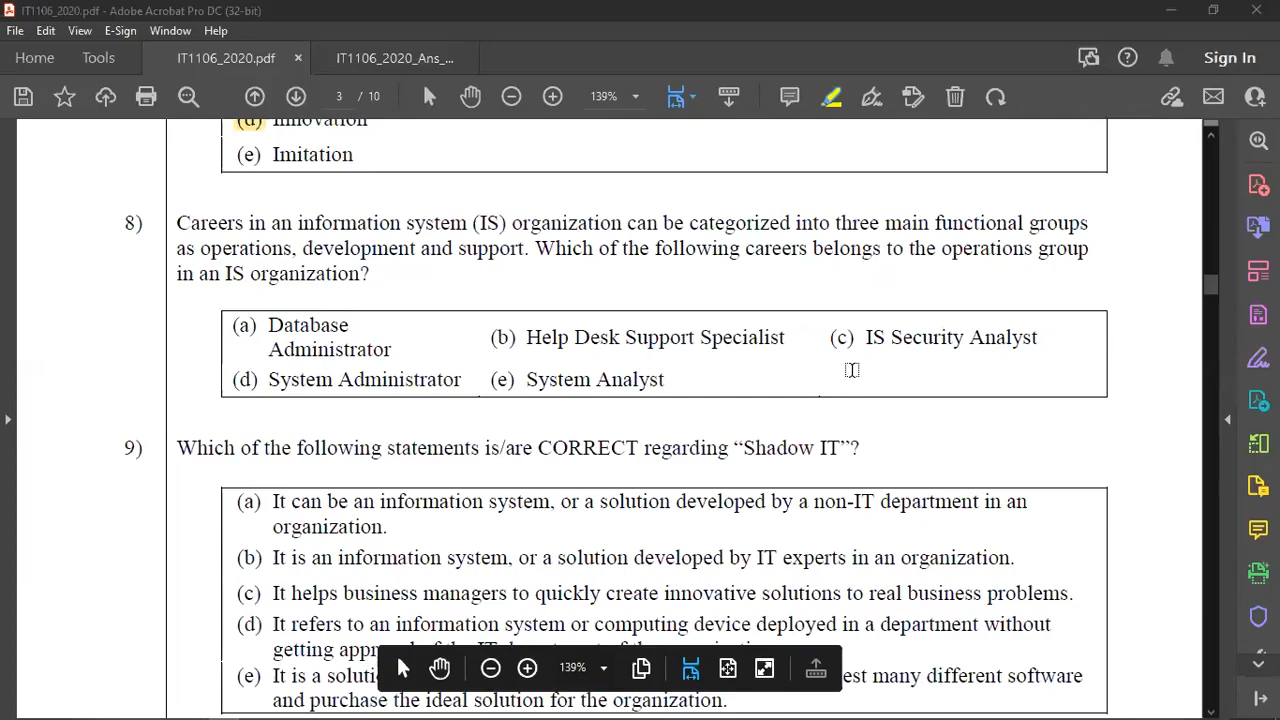 IT1106_2020.pdf - Adobe Acrobat Pro DC (32-bit)
File Edit View E-Sign Window Help
Home Tools IT1106_2020.pdf × IT1106_2020_Ans_... Sign In
3 / 10 139%
(d) Innovation
(e) Imitation
8) Careers in an information system (IS) organization can be categorized into three main functional groups
as operations, development and support. Which of the following careers belongs to the operations group
in an IS organization?
(a) Database
Administrator
(b) Help Desk Support Specialist (c) IS Security Analyst
(d) System Administrator (e) System Analyst
9) Which of the following statements is/are CORRECT regarding “Shadow IT”?
(a) It can be an information system, or a solution developed by a non-IT department in an
organization.
(b) It is an information system, or a solution developed by IT experts in an organization.
(c) It helps business managers to quickly create innovative solutions to real business problems.
(d) It refers to an information system or computing device deployed in a department without
getting
(e) It is a est many different software
and purchase the ideal solution for the organization.
139%